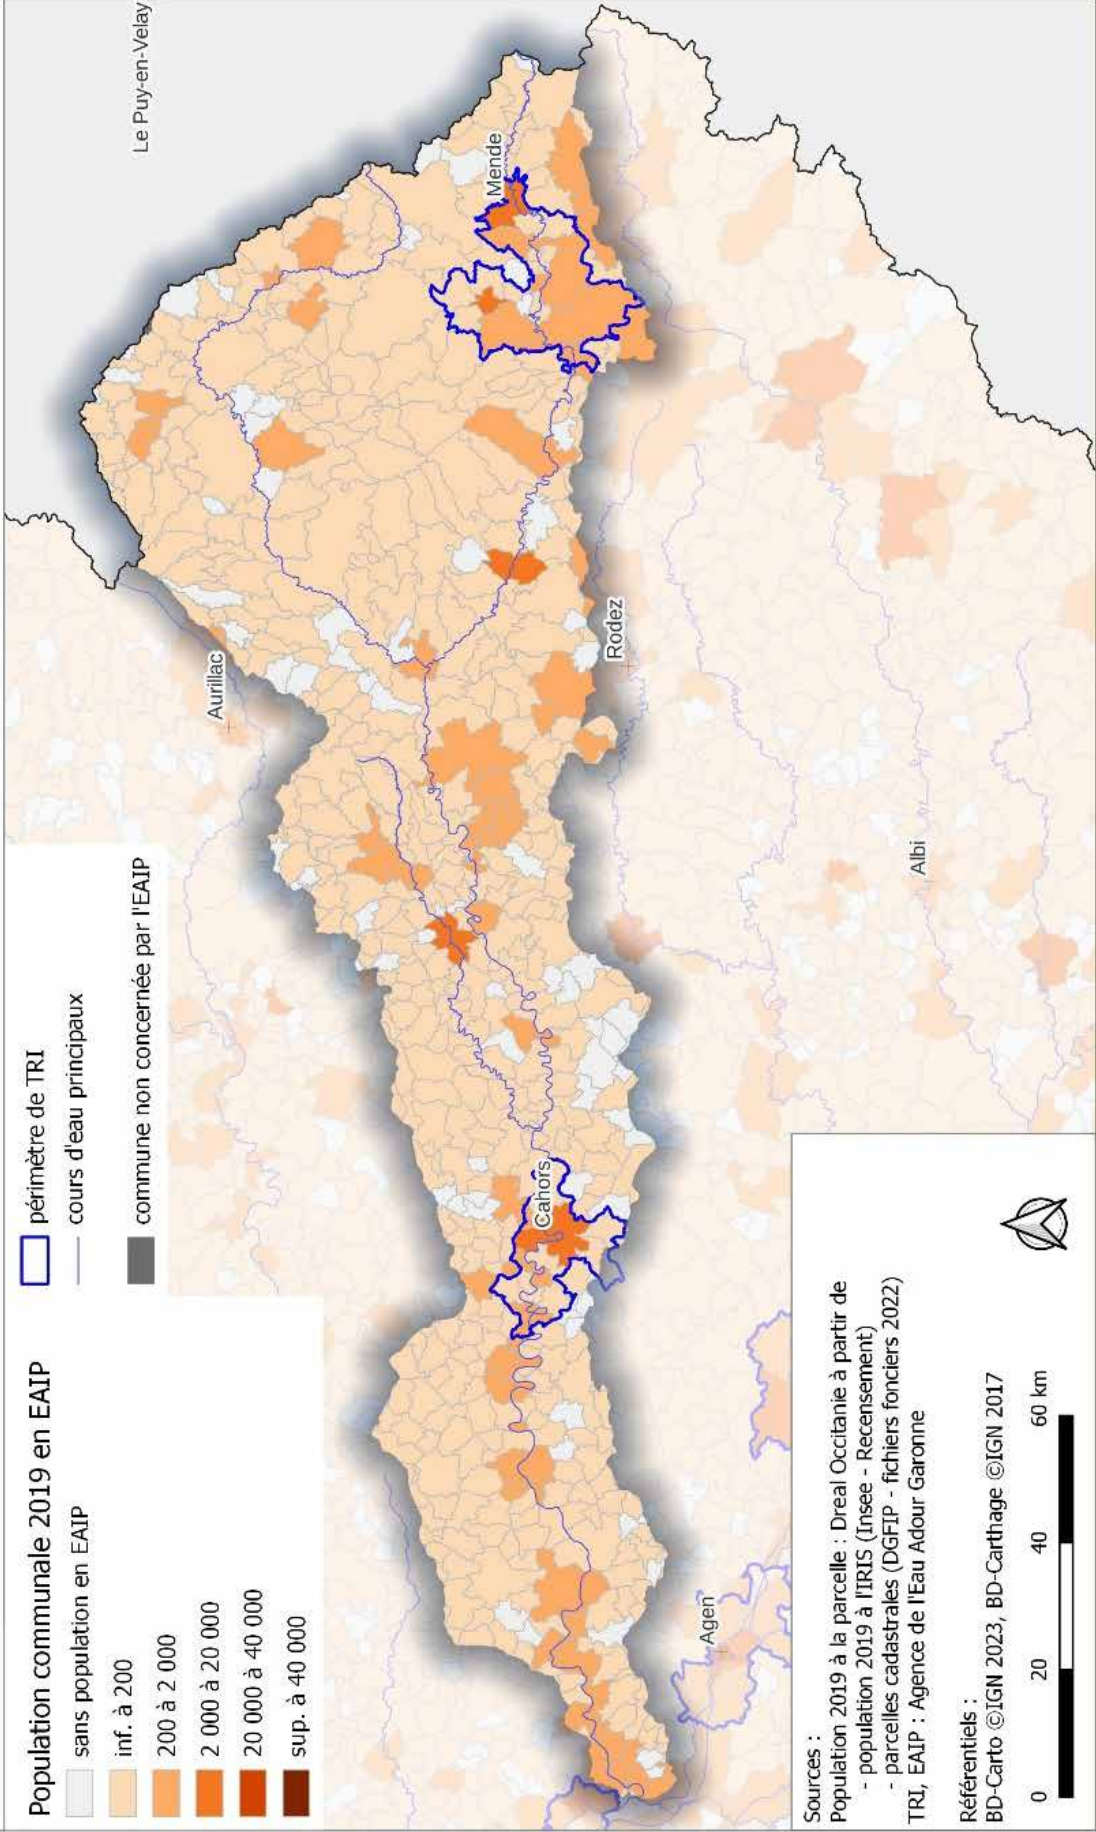 Population communale 2019 en EAIP
sans population en EAIP
inf. à 200
200 à 2 000
2 000 à 20 000
20 000 à 40 000
sup. à 40 000
périmètre de TRI
cours d'eau principaux
commune non concernée par l'EAIP
Le Puy-en-Velay
Aurillac
Mende
Rodez
Cahors
Albi
Agen
Sources :
Population 2019 à la parcelle : Dreal Occitanie à partir de
- population 2019 à l'IRIS (Insee - Recensement)
- parcelles cadastrales (DGFIP - fichiers fonciers 2022)
TRI, EAIP : Agence de l'Eau Adour Garonne
Référentiels :
BD-Carto ©IGN 2023, BD-Carthage ©IGN 2017
0 20 40 60 km